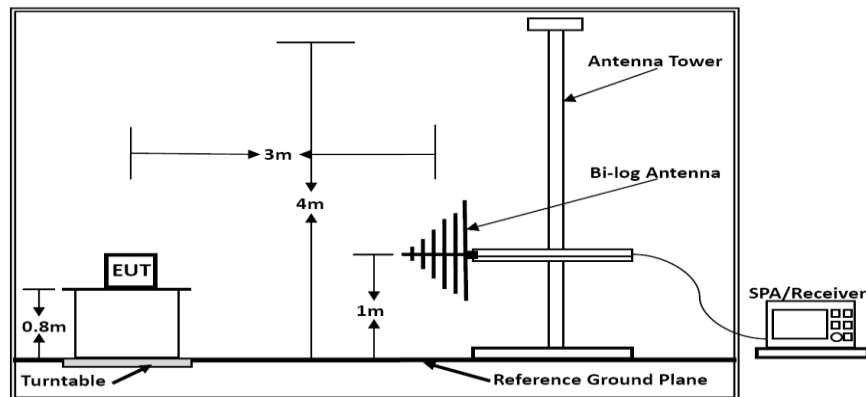 Antenna Tower
3m
Bi-log Antenna
4m
EUT
SPA/Receiver
0.8m
1m
Turntable
Reference Ground Plane